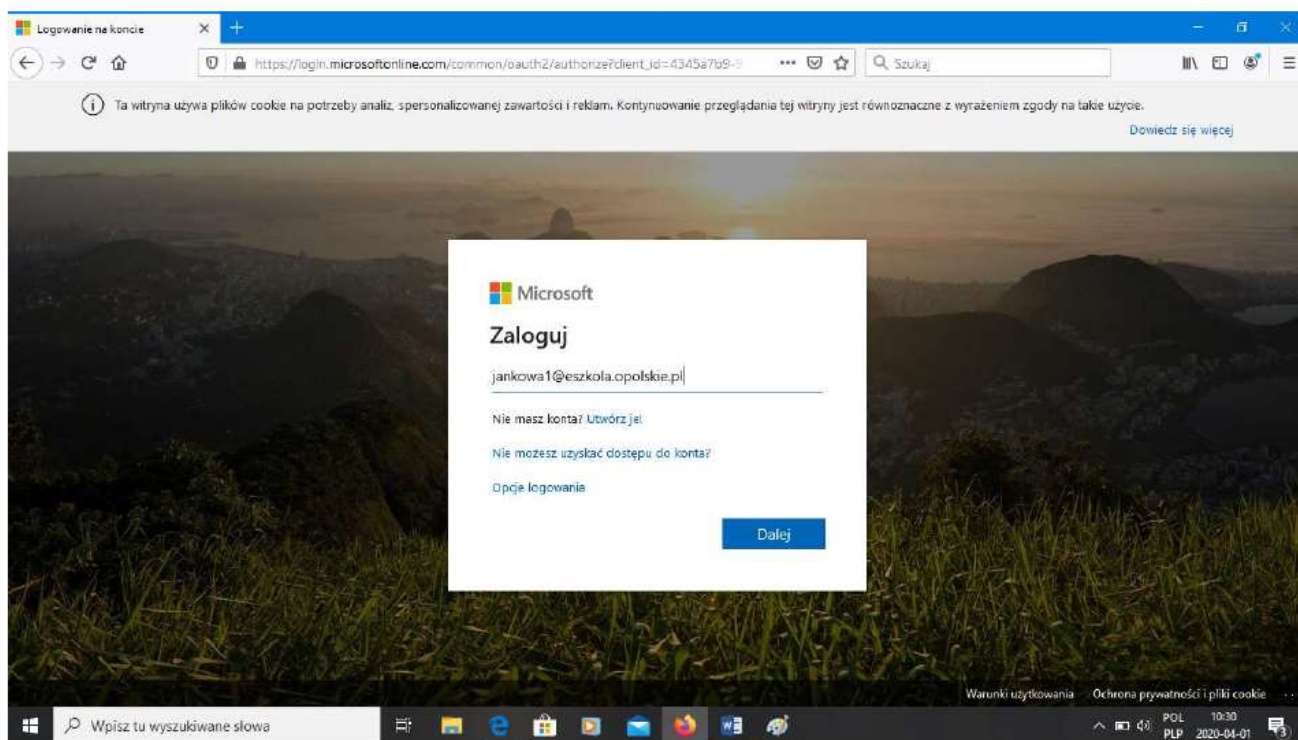 Logowanie na koncie
https://login.microsoftonline.com/common/oauth2/authorize?client_id=4345a7b9-9
Szukaj
Ta witryna używa plików cookie na potrzeby analiz, spersonalizowanej zawartości i reklam. Kontynuowanie przeglądania tej witryny jest równoznaczne z wyrażeniem zgody na takie użycie.
Dowiedz się więcej
Microsoft
Zaloguj
jankowa1@eszkola.opolskie.pl
Nie masz konta? Utwórz je!
Nie możesz uzyskać dostępu do konta?
Opcje logowania
Dalej
Warunki użytkowania Ochrona prywatności i pliki cookie ...
Wpisz tu wyszukiwane słowa
POL 10:30
PLP 2020-04-01
3